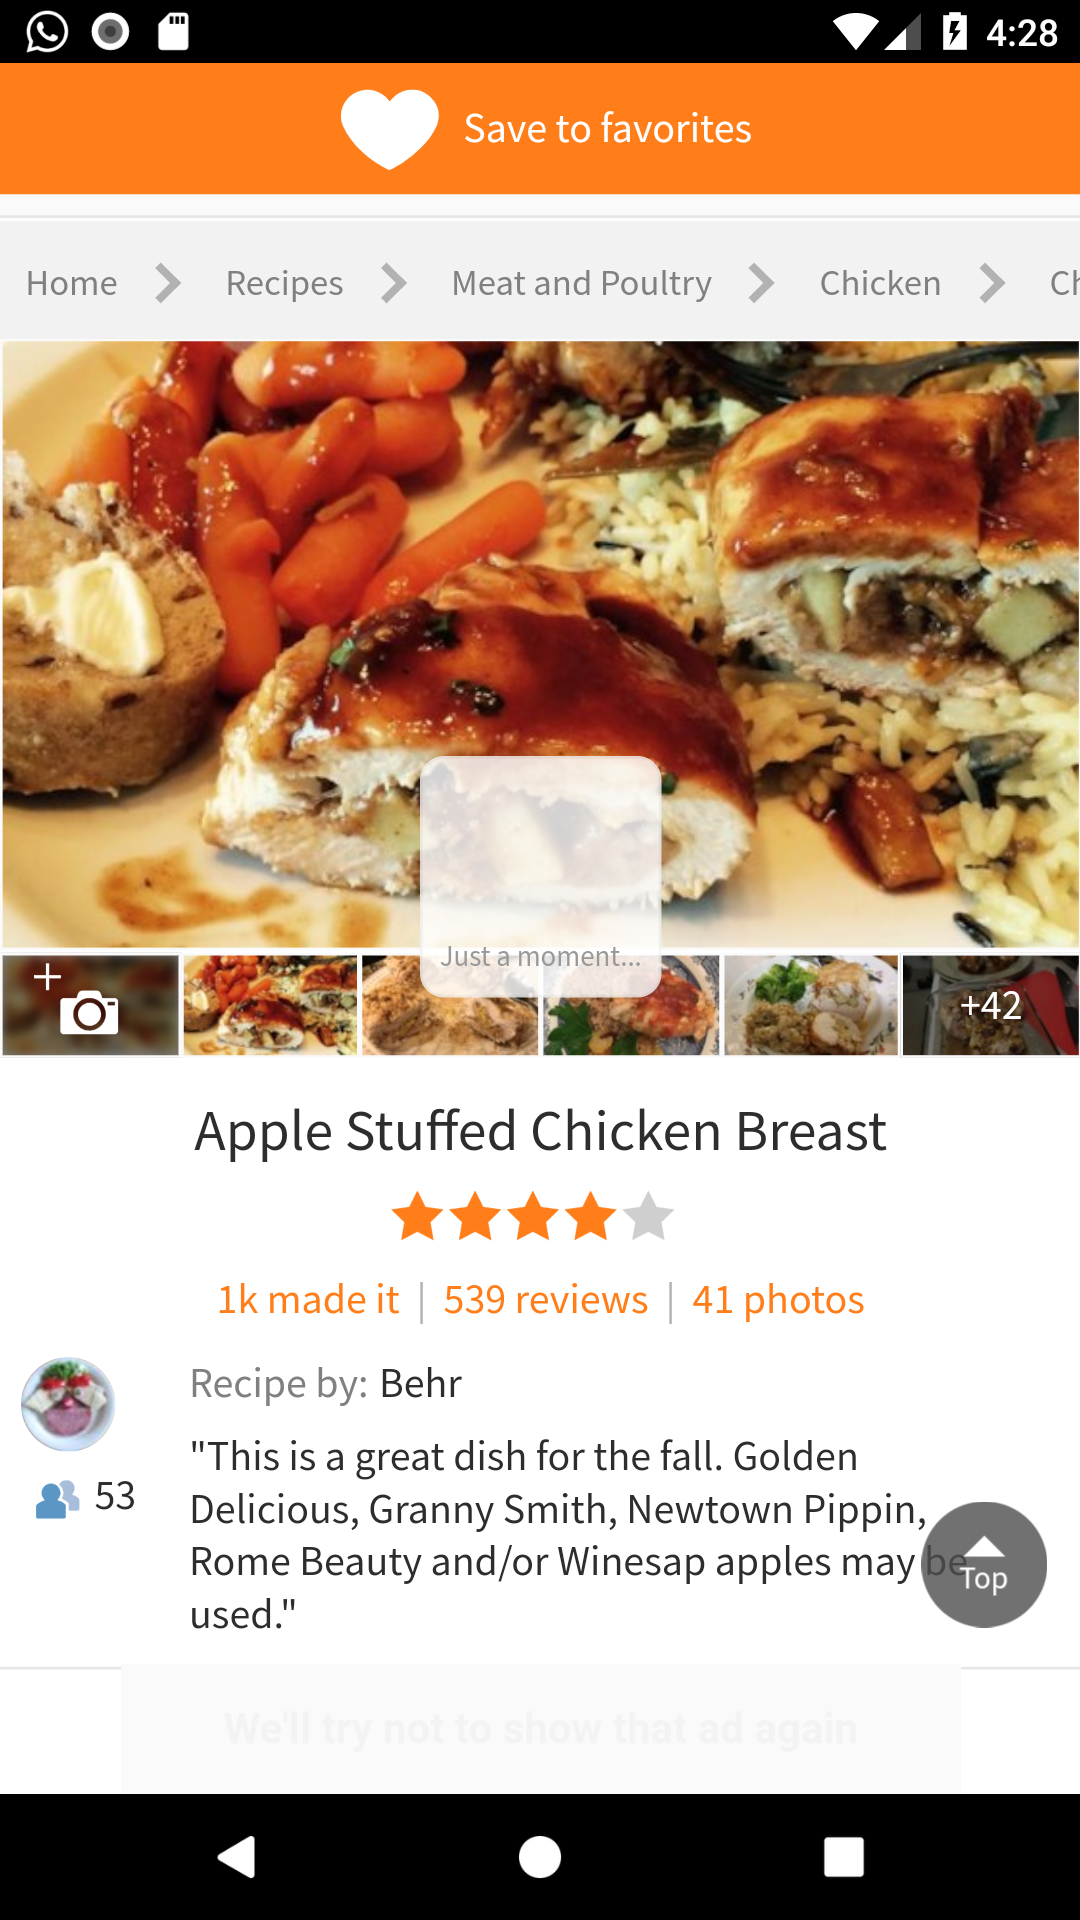 4:28
Save to favorites
Home Recipes Meat and Poultry Chicken Ch
Just a moment...
+42
Apple Stuffed Chicken Breast
1k made it | 539 reviews | 41 photos
Recipe by: Behr
53
"This is a great dish for the fall. Golden
Delicious, Granny Smith, Newtown Pippin,
Rome Beauty and/or Winesap apples may be
used."
Top
We'll try not to show that ad again